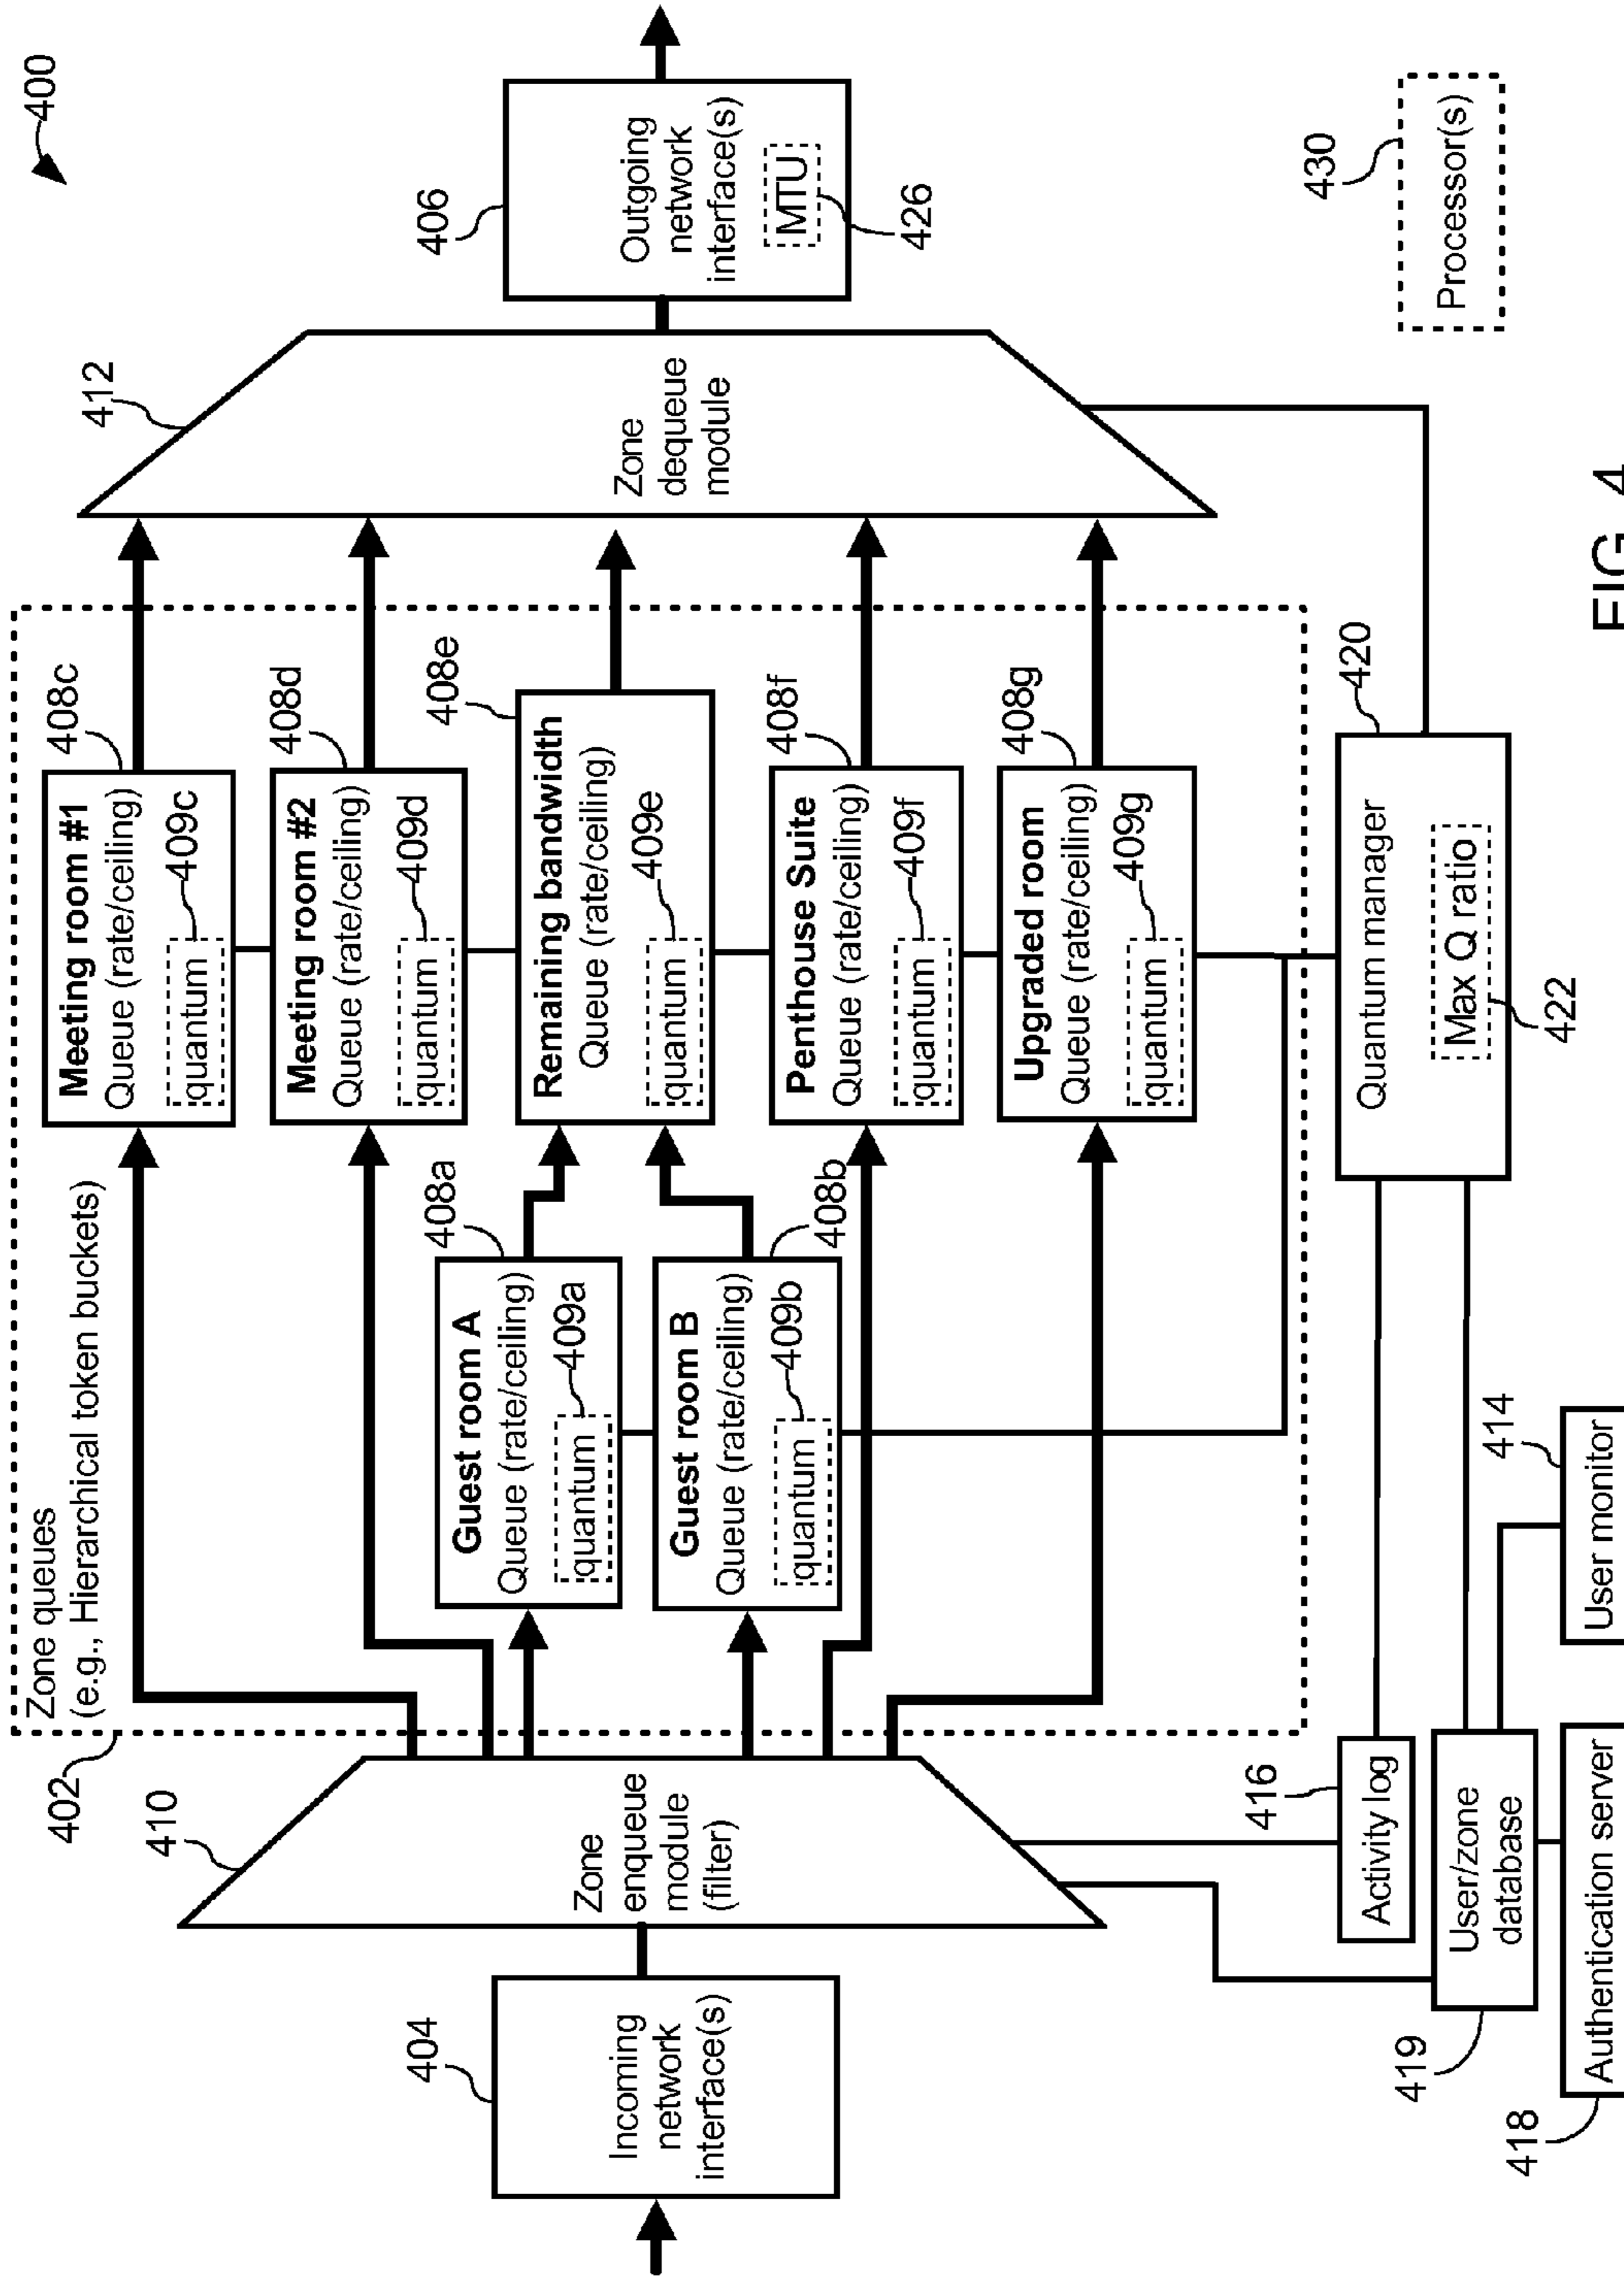 400
Zone queues
(e.g., Hierarchical token buckets)
402
Meeting room #1
Queue (rate/ceiling)
quantum
409c
408c
Meeting room #2
Queue (rate/ceiling)
quantum
409d
408d
Remaining bandwidth
Queue (rate/ceiling)
quantum
409e
408e
Penthouse Suite
Queue (rate/ceiling)
quantum
409f
408f
Upgraded room
Queue (rate/ceiling)
quantum
409g
408g
Guest room A
Queue (rate/ceiling)
quantum
409a
408a
Guest room B
Queue (rate/ceiling)
quantum
409b
408b
404
Incoming
network
interface(s)
410
Zone
enqueue
module
(filter)
412
Zone
dequeue
module
406
Outgoing
network
interface(s)
MTU
426
416
Activity log
419
User/zone
database
414
User monitor
418
Authentication server
420
Quantum manager
Max Q ratio
422
430
Processor(s)
FIG. 4